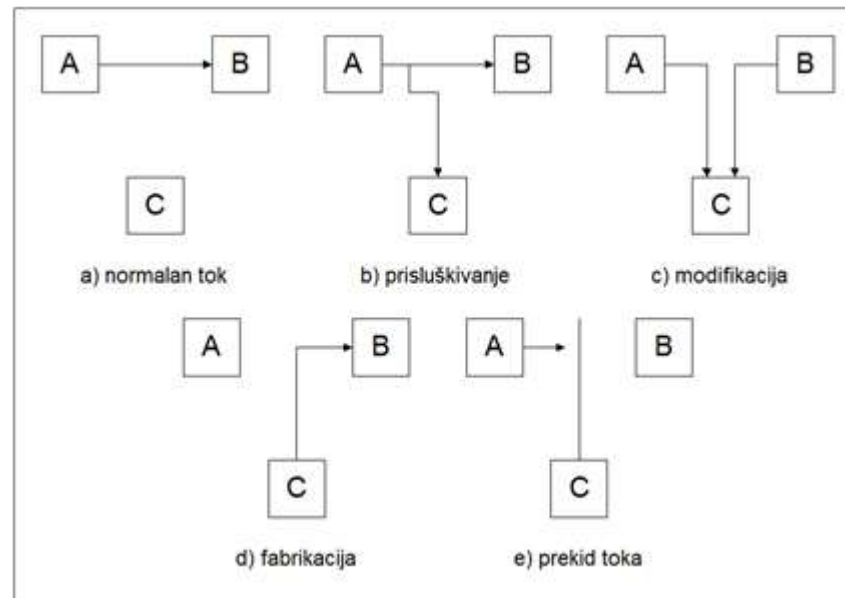 A B A B A B
C C C
a) normalan tok b) prisluškivanje c) modifikacija
A B A B
C C
d) fabrikacija e) prekid toka